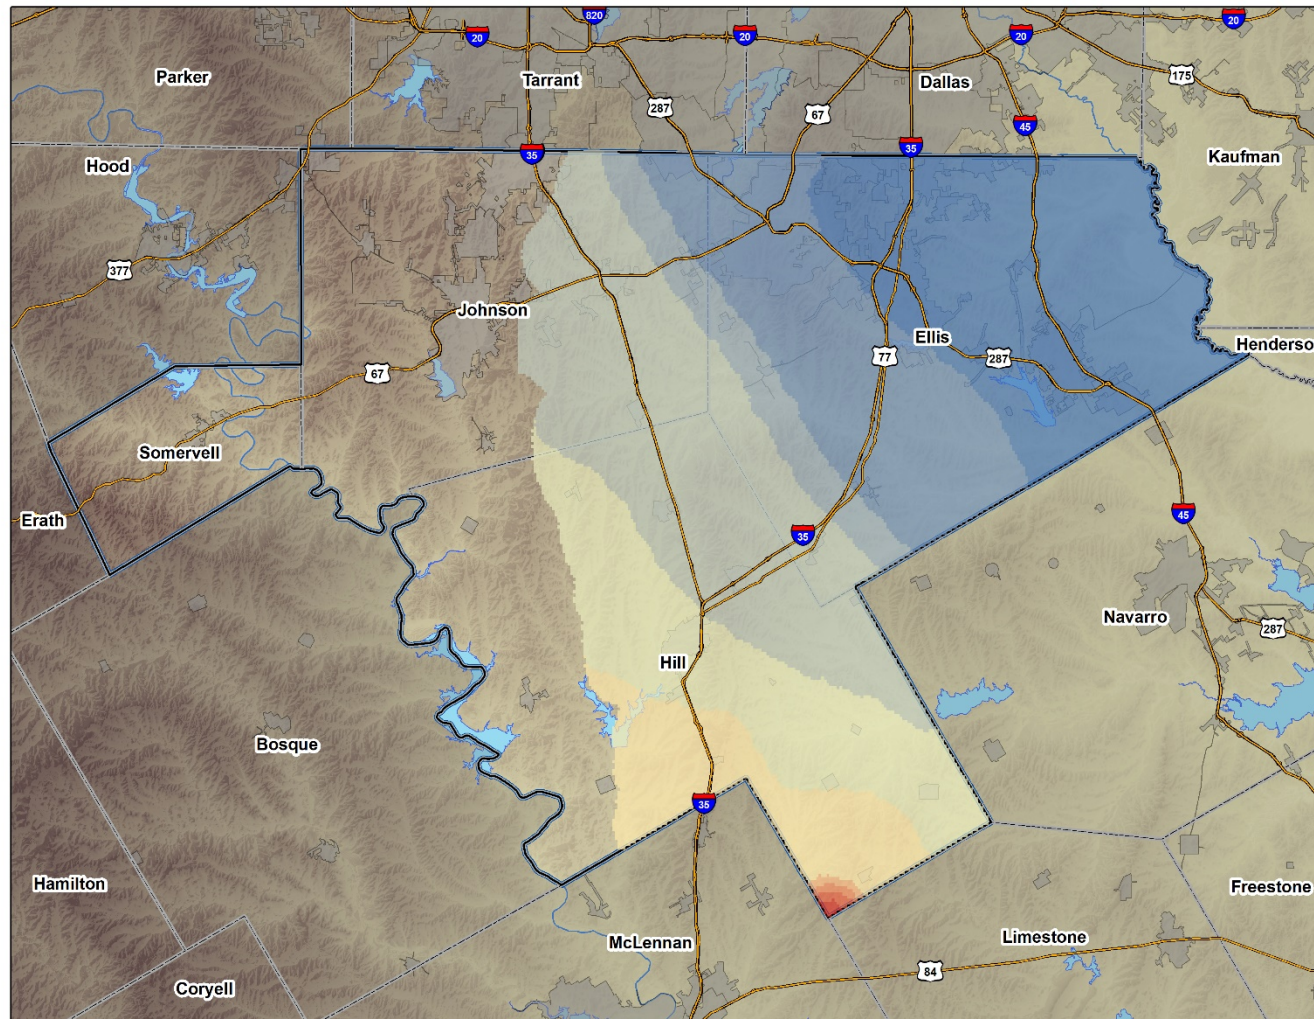 820
20
20
20
20
Parker
Tarrant
Dallas
175
287
67
45
35
35
Kaufman
Hood
377
Johnson
Ellis
Henderso
77
287
67
Somervell
Erath
45
35
Navarro
287
Hill
Bosque
35
Hamilton
Freestone
McLennan
Limestone
84
Coryell